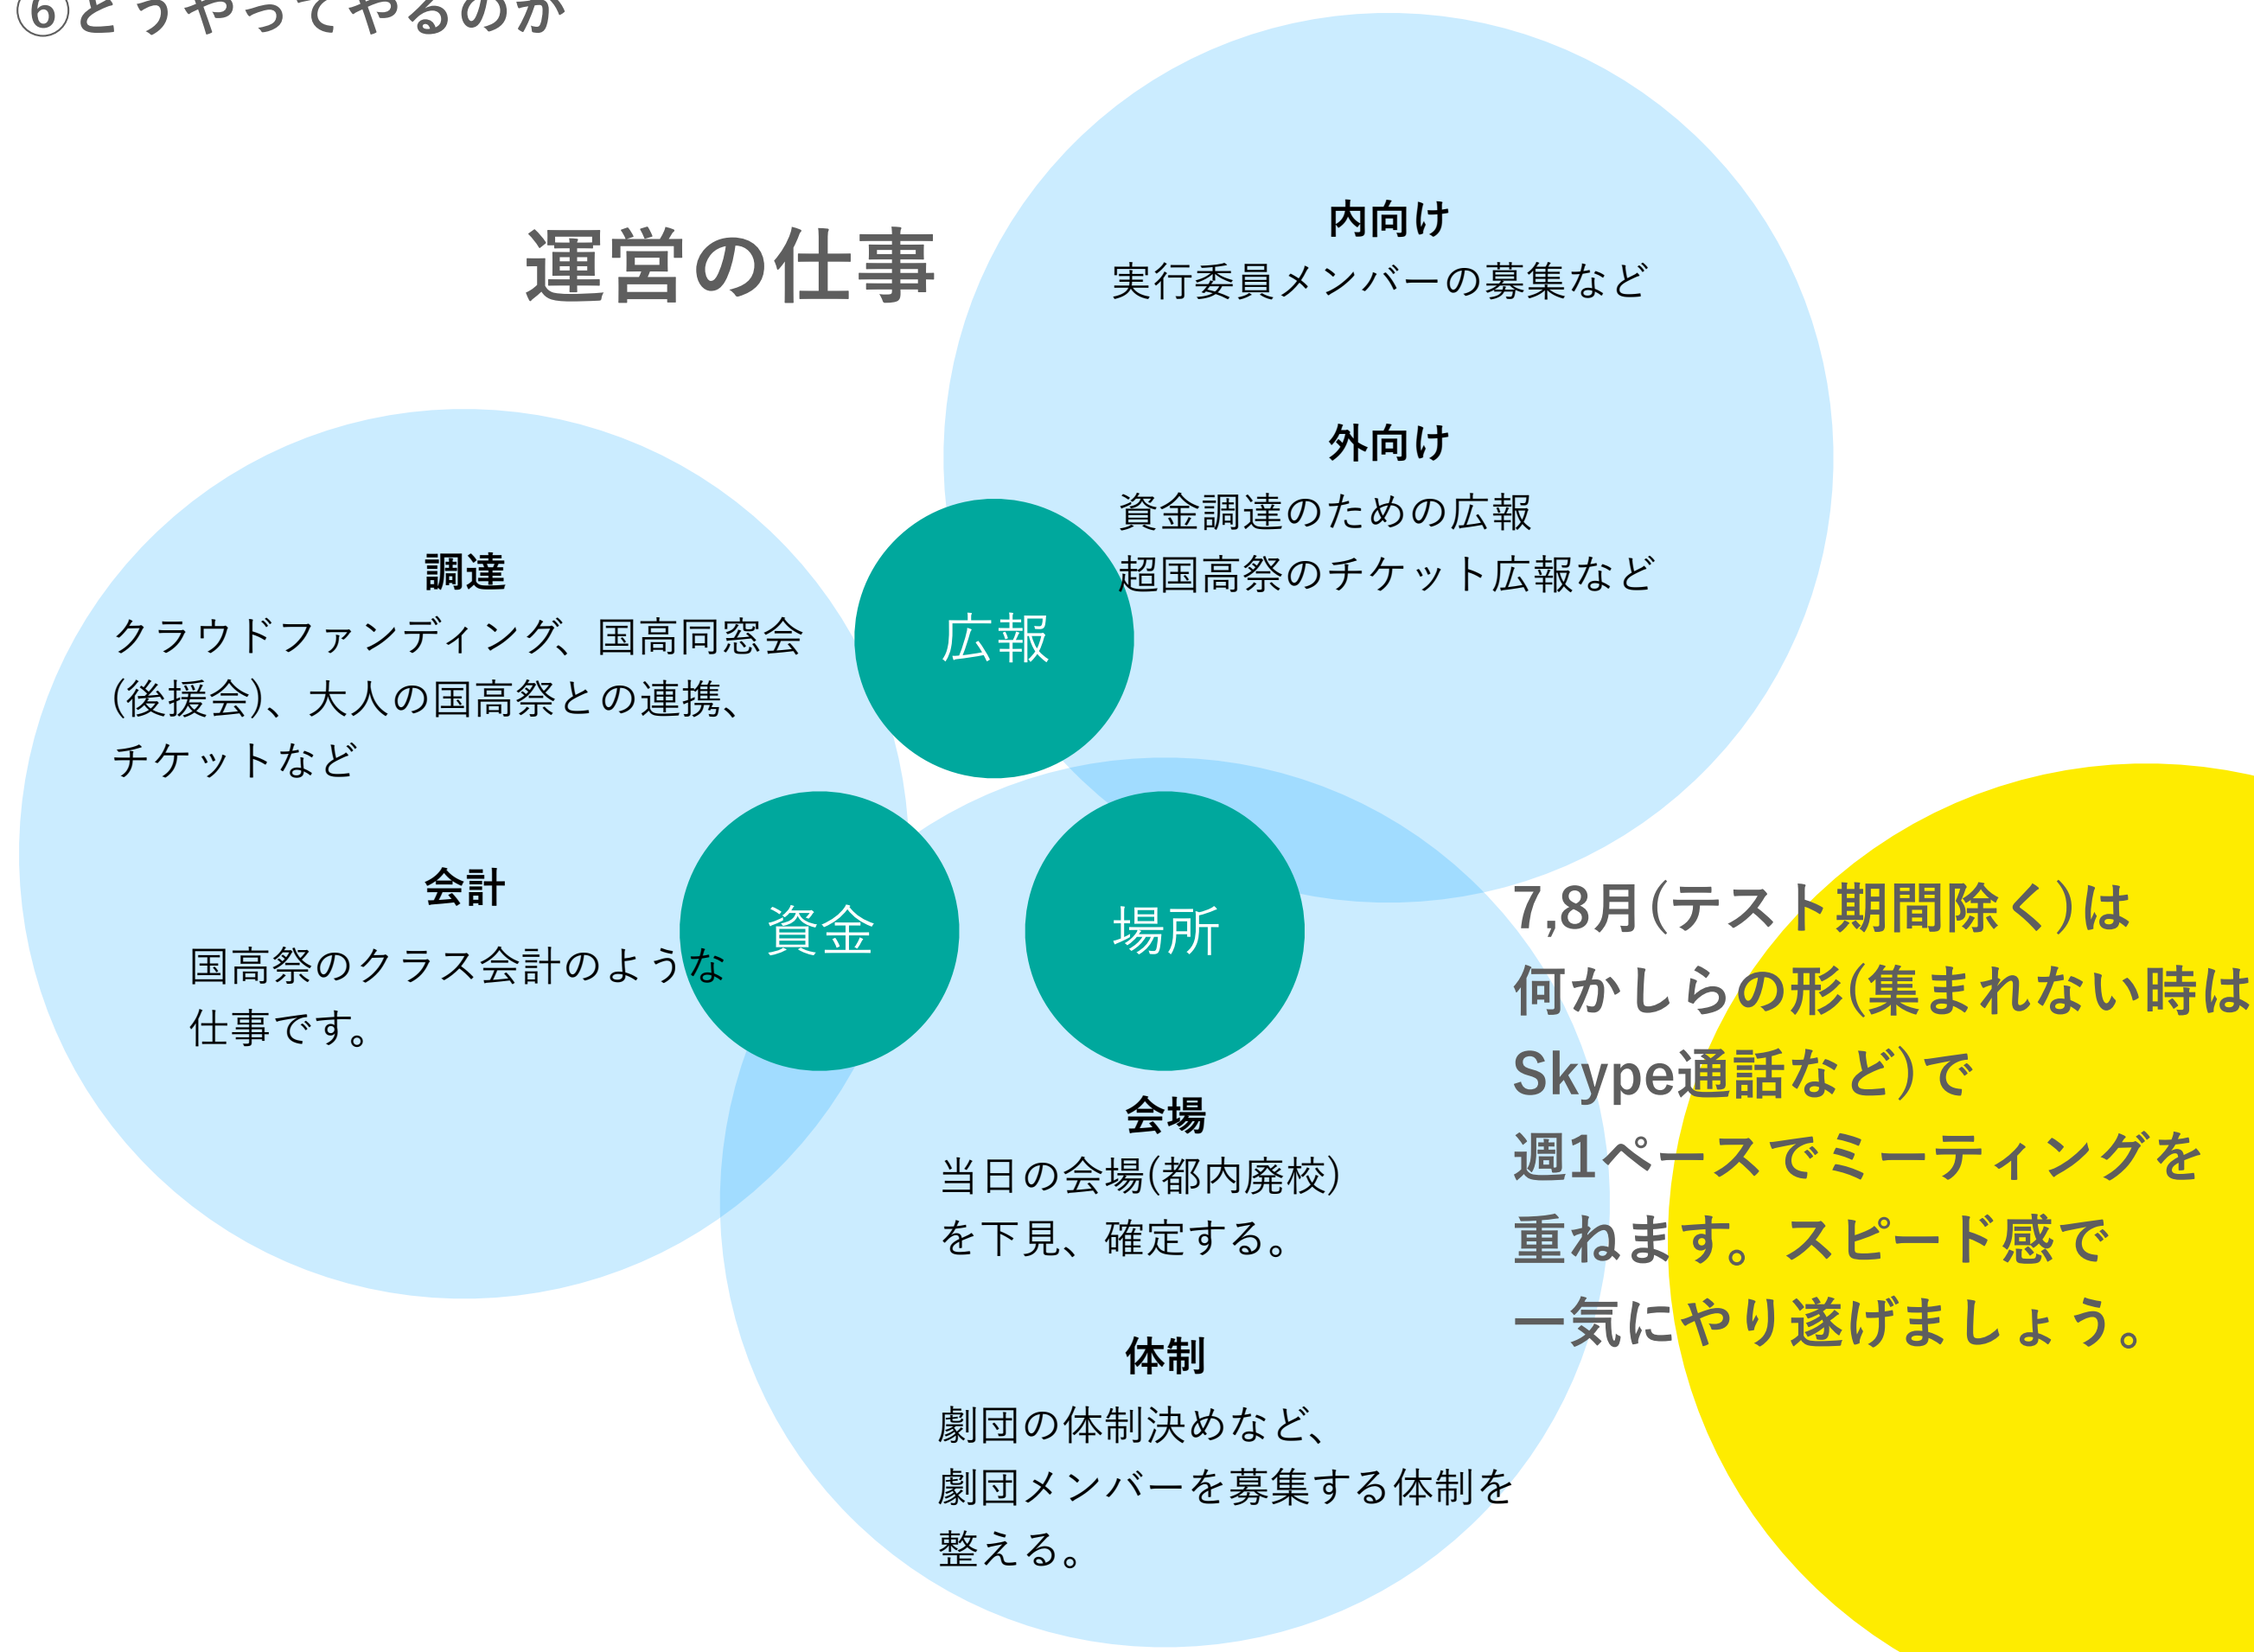 ⑥どうやってやるのか
運営の仕事
内向け
実行委員メンバーの募集など
外向け
資金調達のための広報
超国高祭のチケット広報など
広報
調達
クラウドファンディング、国高同窓会
(後援会)、大人の国高祭との連携、
チケットなど
会計
国高祭のクラス会計のような
仕事です。
資金
場所
会場
当日の会場(都内廃校)
を下見、確定する。
体制
劇団の体制決めなど、
劇団メンバーを募集する体制を
整える。
7,8月(テスト期間除く)は
何かしらの形(集まれない時は
Skype通話など)で
週1ペースでミーティングを
重ねます。スピード感で
一気にやり遂げましょう。